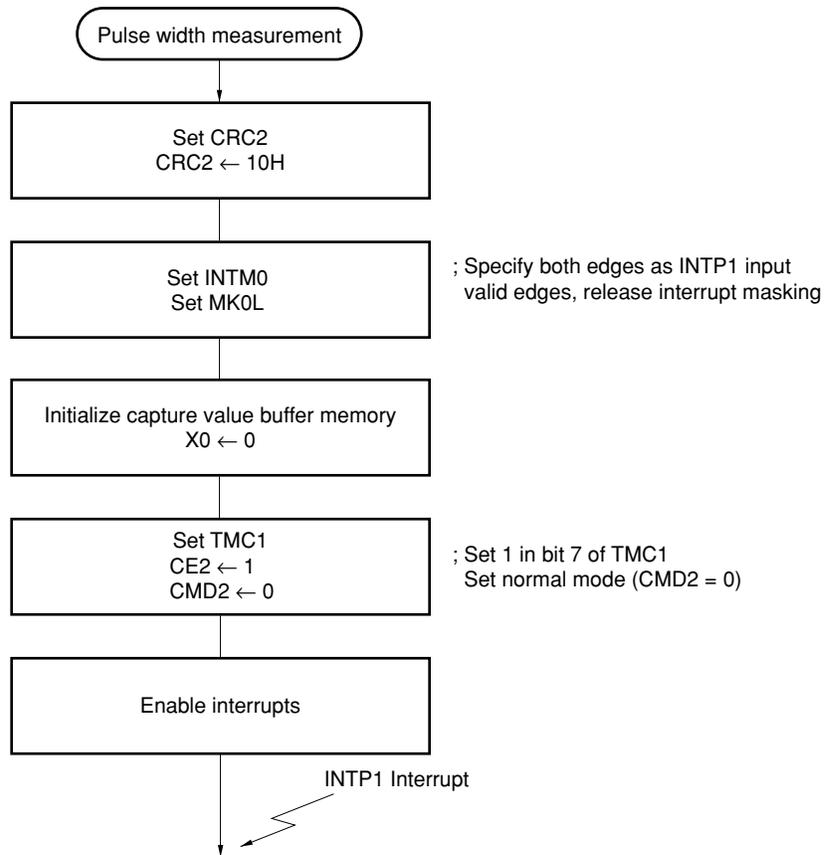 Pulse width measurement
Set CRC2
CRC2 ← 10H
Set INTM0
Set MK0L
; Specify both edges as INTP1 input
valid edges, release interrupt masking
Initialize capture value buffer memory
X0 ← 0
Set TMC1
CE2 ← 1
CMD2 ← 0
; Set 1 in bit 7 of TMC1
Set normal mode (CMD2 = 0)
Enable interrupts
INTP1 Interrupt